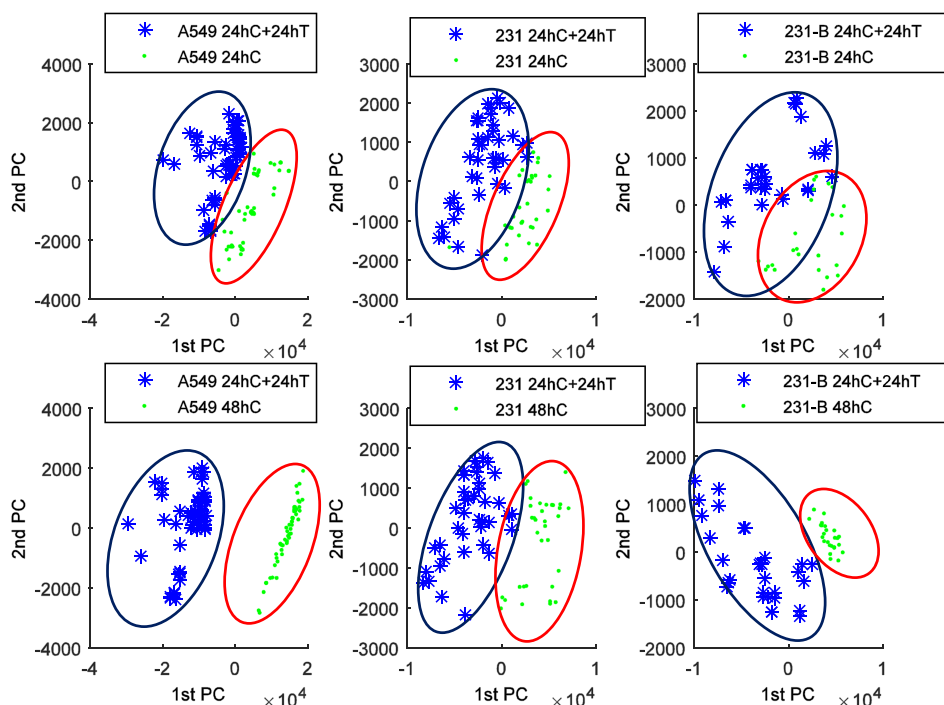 A549 24hC+24hT
A549 24hC
4000
2000
0
-2000
-4000
2nd PC
-4
-2
0
2
4
1st PC
× 10^4
231 24hC+24hT
231 24hC
3000
2000
1000
0
-1000
-2000
-3000
2nd PC
-1
0
1
1st PC
× 10^4
231-B 24hC+24hT
231-B 24hC
3000
2000
1000
0
-1000
-2000
2nd PC
-1
0
1
1st PC
× 10^4
A549 24hC+24hT
A549 48hC
4000
2000
0
-2000
-4000
2nd PC
-4
-2
0
2
4
1st PC
× 10^4
231 24hC+24hT
231 48hC
3000
2000
1000
0
-1000
-2000
-3000
2nd PC
-1
0
1
1st PC
× 10^4
231-B 24hC+24hT
231-B 48hC
3000
2000
1000
0
-1000
-2000
2nd PC
-1
0
1
1st PC
× 10^4